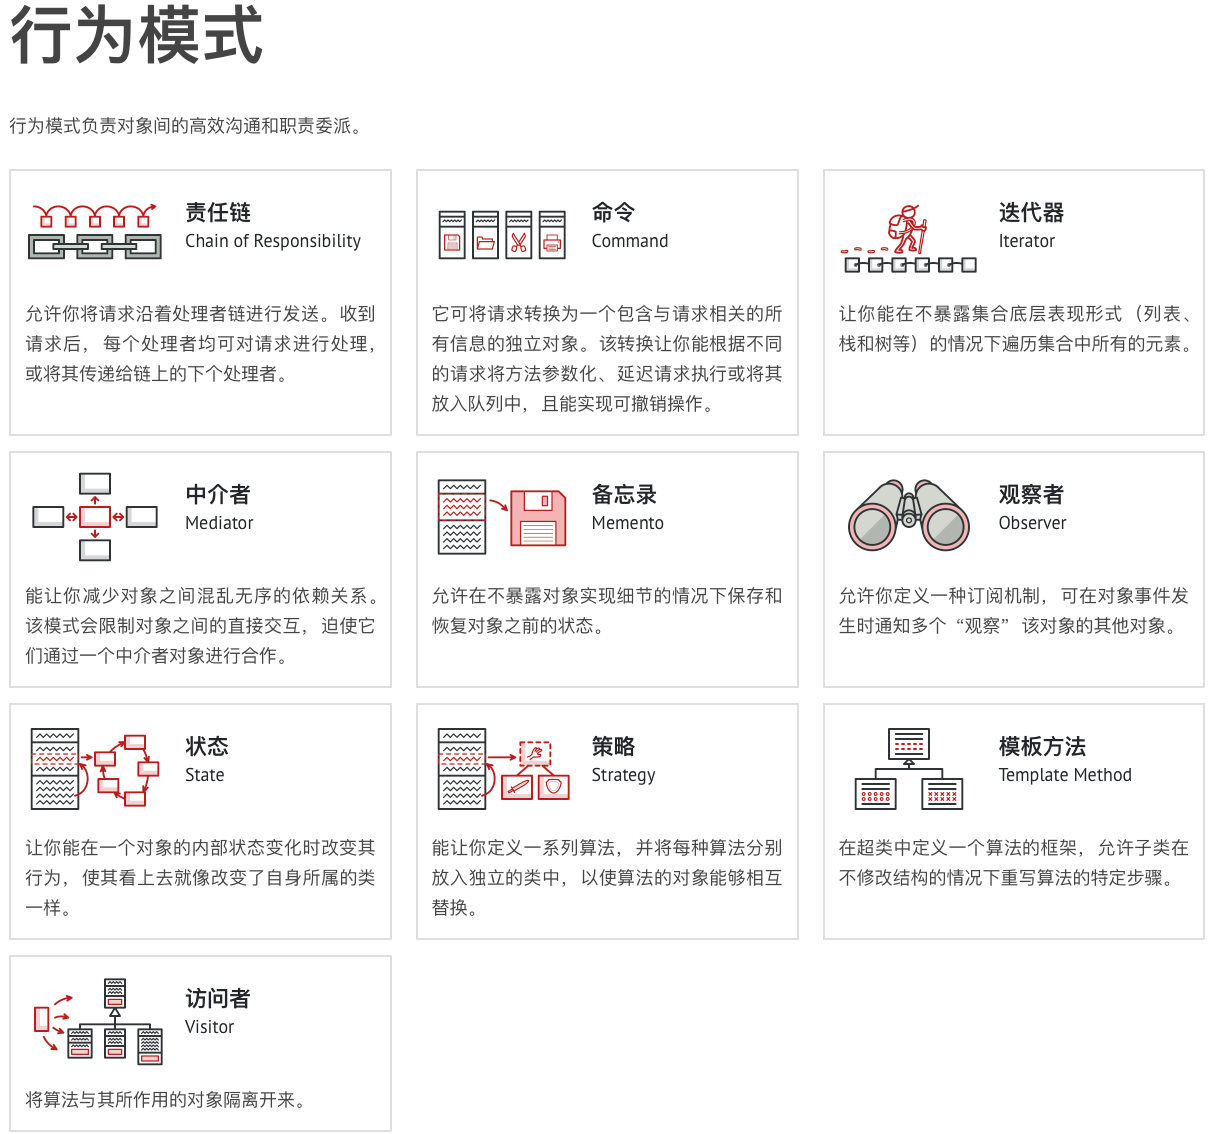 行为模式
行为模式负责对象间的高效沟通和职责委派。
责任链
Chain of Responsibility
允许你将请求沿着处理者链进行发送。收到
请求后，每个处理者均可对请求进行处理，
或将其传递给链上的下个处理者。
命令
Command
它可将请求转换为一个包含与请求相关的所
有信息的独立对象。该转换让你能根据不同
的请求将方法参数化、延迟请求执行或将其
放入队列中，且能实现可撤销操作。
迭代器
Iterator
让你能在不暴露集合底层表现形式（列表、
栈和树等）的情况下遍历集合中所有的元素。
中介者
Mediator
能让你减少对象之间混乱无序的依赖关系。
该模式会限制对象之间的直接交互，迫使它
们通过一个中介者对象进行合作。
备忘录
Memento
允许在不暴露对象实现细节的情况下保存和
恢复对象之前的状态。
观察者
Observer
允许你定义一种订阅机制，可在对象事件发
生时通知多个“观察”该对象的其他对象。
状态
State
让你能在一个对象的内部状态变化时改变其
行为，使其看上去就像改变了自身所属的类
一样。
策略
Strategy
能让你定义一系列算法，并将每种算法分别
放入独立的类中，以使算法的对象能够相互
替换。
模板方法
Template Method
在超类中定义一个算法的框架，允许子类在
不修改结构的情况下重写算法的特定步骤。
访问者
Visitor
将算法与其所作用的对象隔离开来。